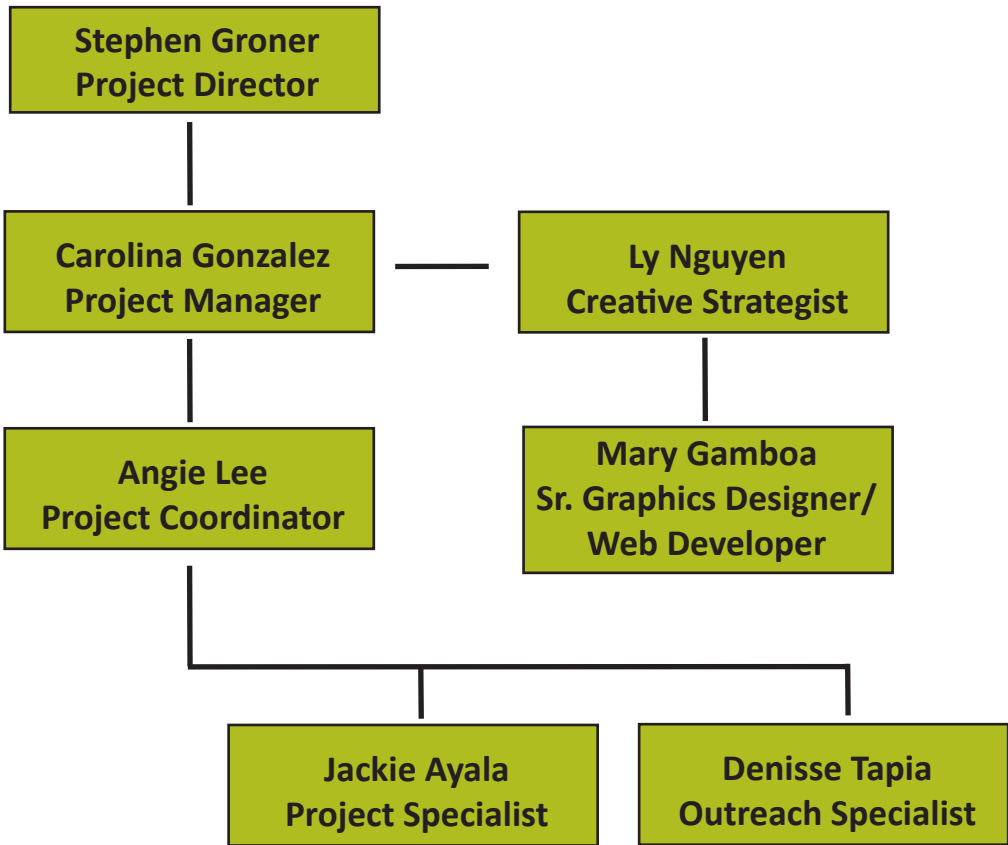 Stephen Groner
Project Director
Carolina Gonzalez
Project Manager
Ly Nguyen
Creative Strategist
Angie Lee
Project Coordinator
Mary Gamboa
Sr. Graphics Designer/
Web Developer
Jackie Ayala
Project Specialist
Denisse Tapia
Outreach Specialist